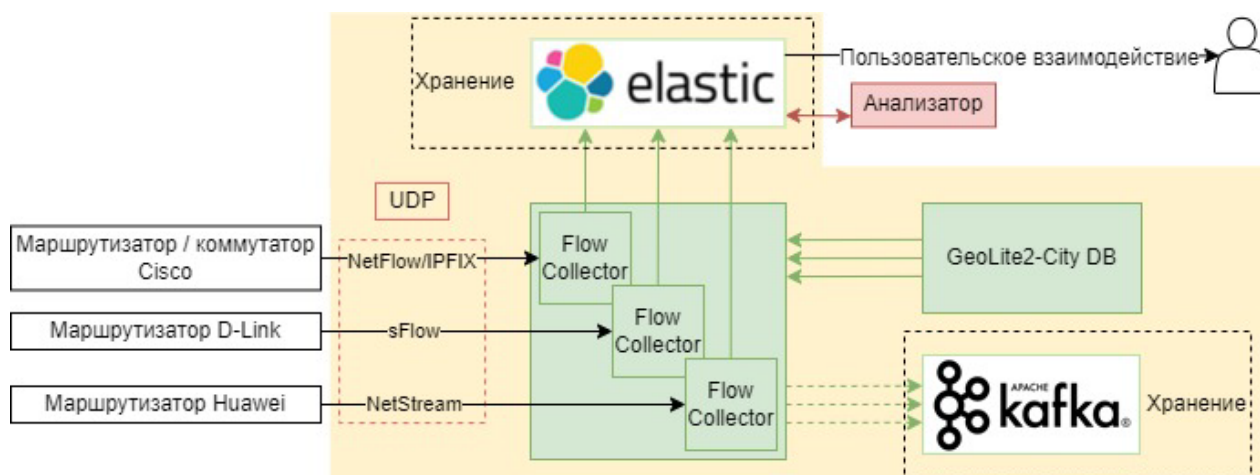 Хранение
elastic
Пользовательское взаимодействие
Анализатор
UDP
Маршрутизатор / коммутатор
Cisco
NetFlow/IPFIX
Flow
Collector
GeoLite2-City DB
Маршрутизатор D-Link
sFlow
Flow
Collector
Маршрутизатор Huawei
NetStream
Flow
Collector
APACHE
kafka®
Хранение